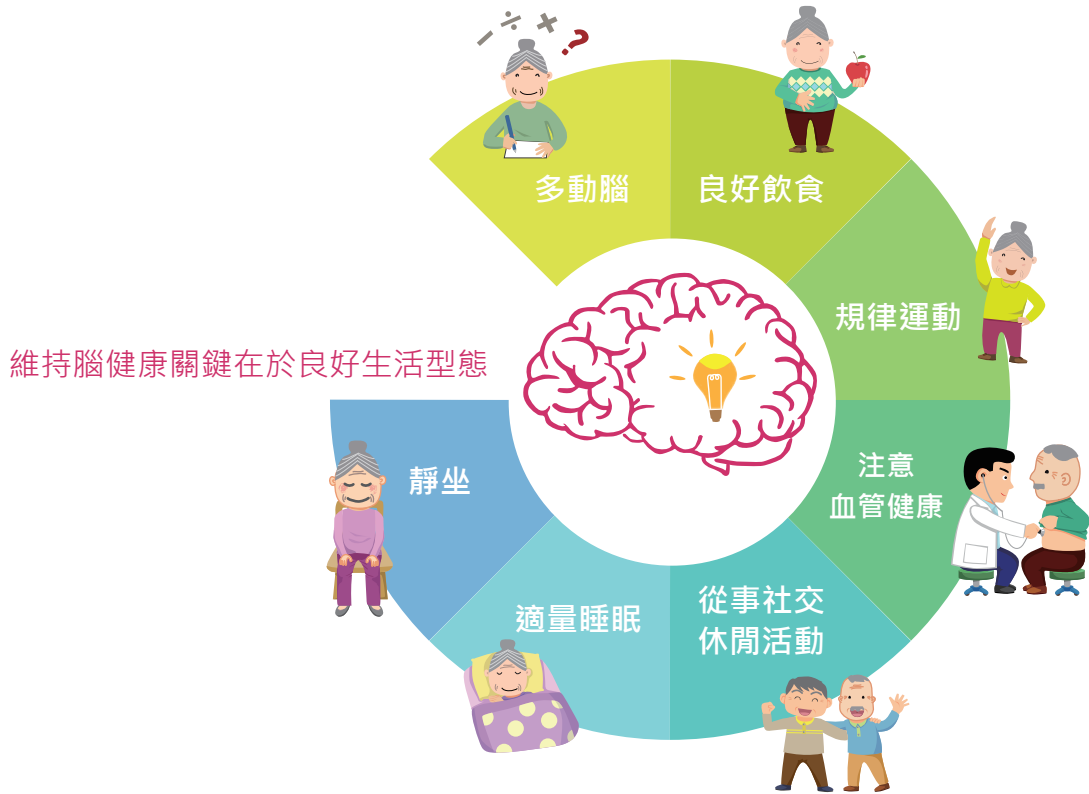 多動腦
良好飲食
規律運動
維持腦健康關鍵在於良好生活型態
注意
血管健康
從事社交
休閒活動
適量睡眠
靜坐